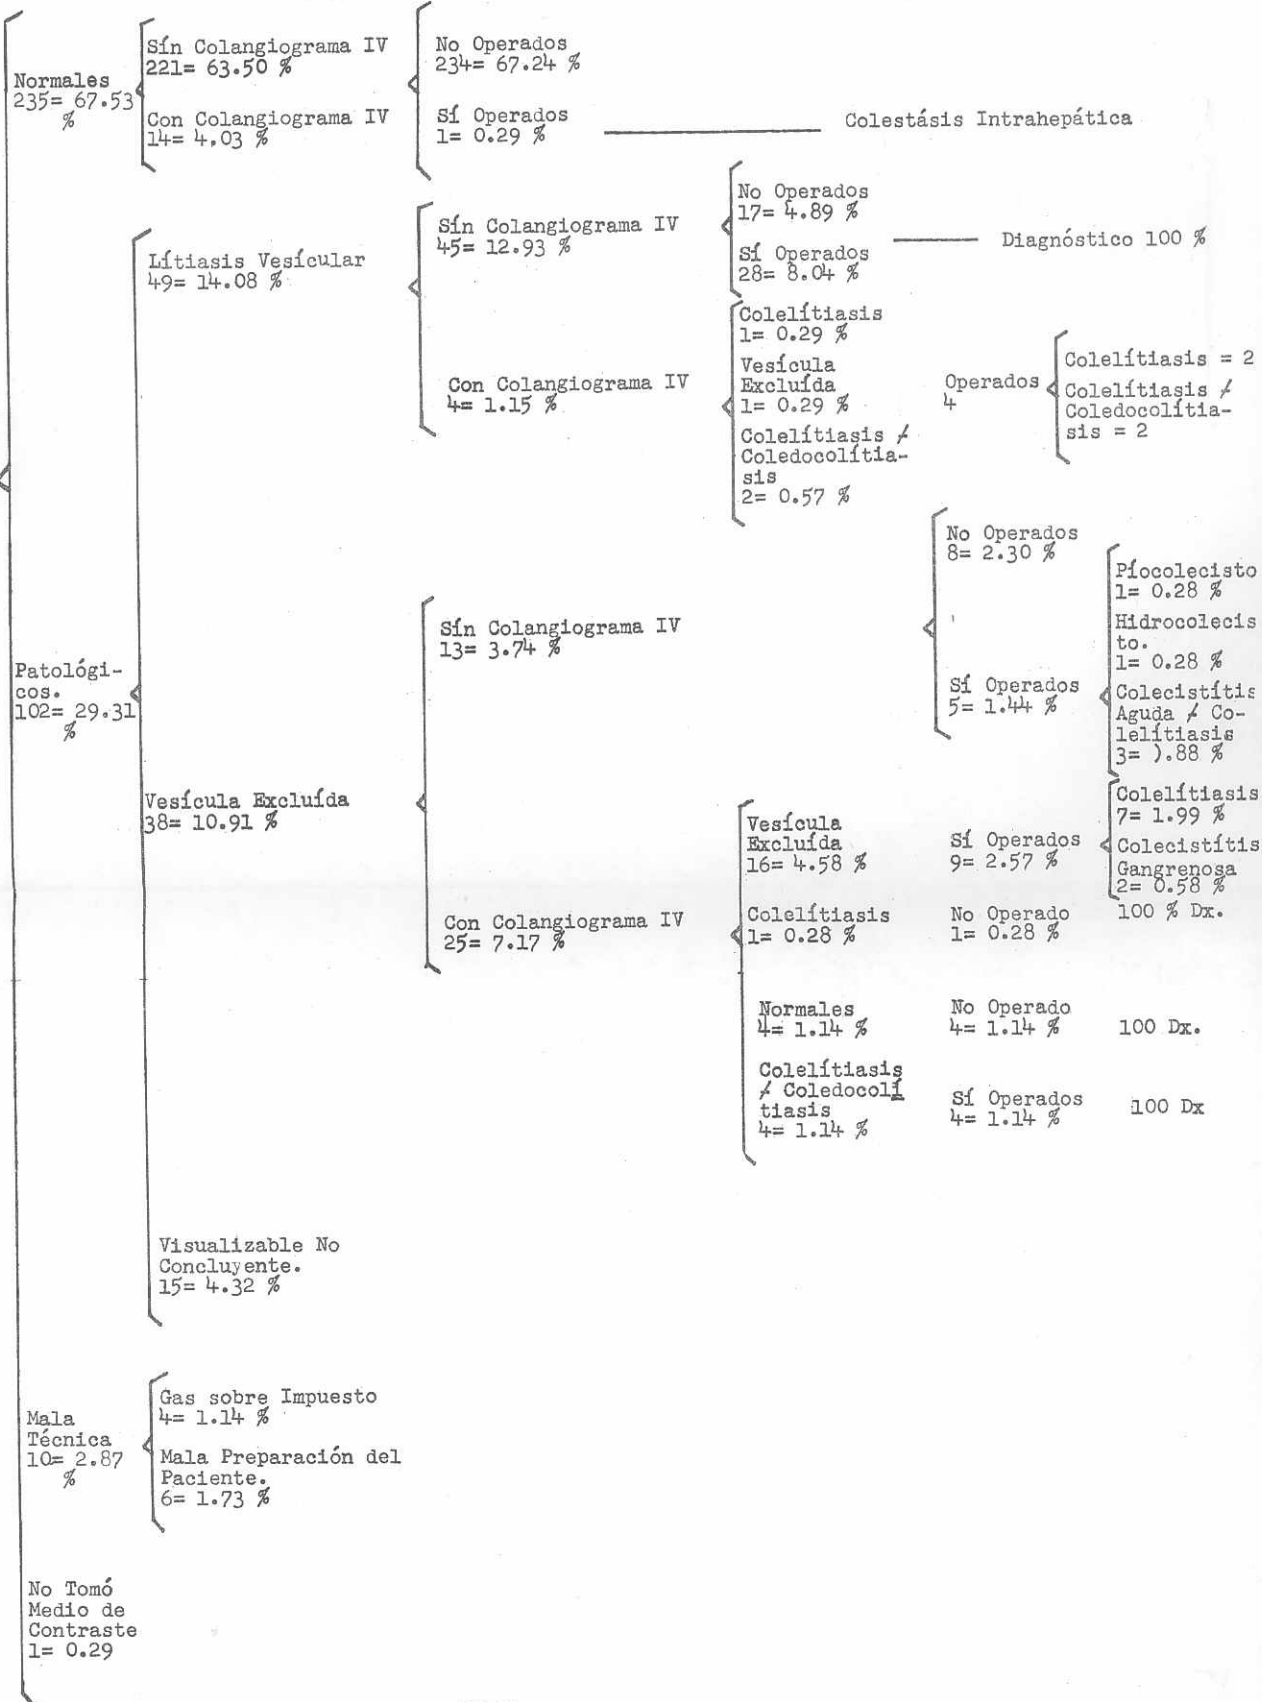 Normales
235= 67.53
%
Sín Colangiograma IV
221= 63.50 %
Con Colangiograma IV
14= 4,03 %
No Operados
234= 67.24 %
Sí Operados
1= 0.29 %
Colestásis Intrahepática
Patológi-
cos.
102= 29.31
%
Lítiasis Vesícular
49= 14.08 %
Sín Colangiograma IV
45= 12.93 %
No Operados
17= 4.89 %
Sí Operados
28= 8.04 %
Diagnóstico 100 %
Con Colangiograma IV
4= 1.15 %
Colelítiasis
1= 0.29 %
Vesícula
Excluída
1= 0.29 %
Colelítiasis ≠
Coledocolítia-
sis
2= 0.57 %
Operados
4
Colelítiasis = 2
Colelítiasis ≠
Coledocolítia-
sis = 2
Vesícula Excluída
38= 10.91 %
Sín Colangiograma IV
13= 3.74 %
No Operados
8= 2.30 %
Sí Operados
5= 1.44 %
Píocolecisto
1= 0.28 %
Hidrocolecis
to.
1= 0.28 %
Colecistítis
Aguda ≠ Co-
lelítiasis
3= ).88 %
Con Colangiograma IV
25= 7.17 %
Vesícula
Excluída
16= 4.58 %
Sí Operados
9= 2.57 %
Colelítiasis
7= 1.99 %
Colecistítis
Gangrenosa
2= 0.58 %
Colelítiasis
1= 0.28 %
No Operado
1= 0.28 %
100 % Dx.
Normales
4= 1.14 %
No Operado
4= 1.14 %
100 Dx.
Colelítiasis
≠ Coledocolí
tiasis
4= 1.14 %
Sí Operados
4= 1.14 %
100 Dx
Visualizable No
Concluyente.
15= 4.32 %
Mala
Técnica
10= 2.87
%
Gas sobre Impuesto
4= 1.14 %
Mala Preparación del
Paciente.
6= 1.73 %
No Tomó
Medio de
Contraste
1= 0.29